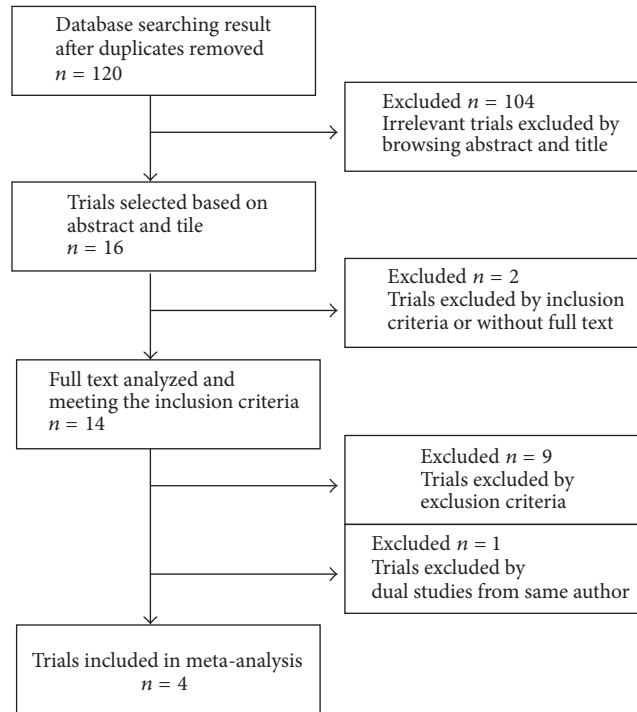 Database searching result
after duplicates removed
n = 120
Excluded n = 104
Irrelevant trials excluded by
browsing abstract and title
Trials selected based on
abstract and tile
n = 16
Excluded n = 2
Trials excluded by inclusion
criteria or without full text
Full text analyzed and
meeting the inclusion criteria
n = 14
Excluded n = 9
Trials excluded by
exclusion criteria
Excluded n = 1
Trials excluded by
dual studies from same author
Trials included in meta-analysis
n = 4